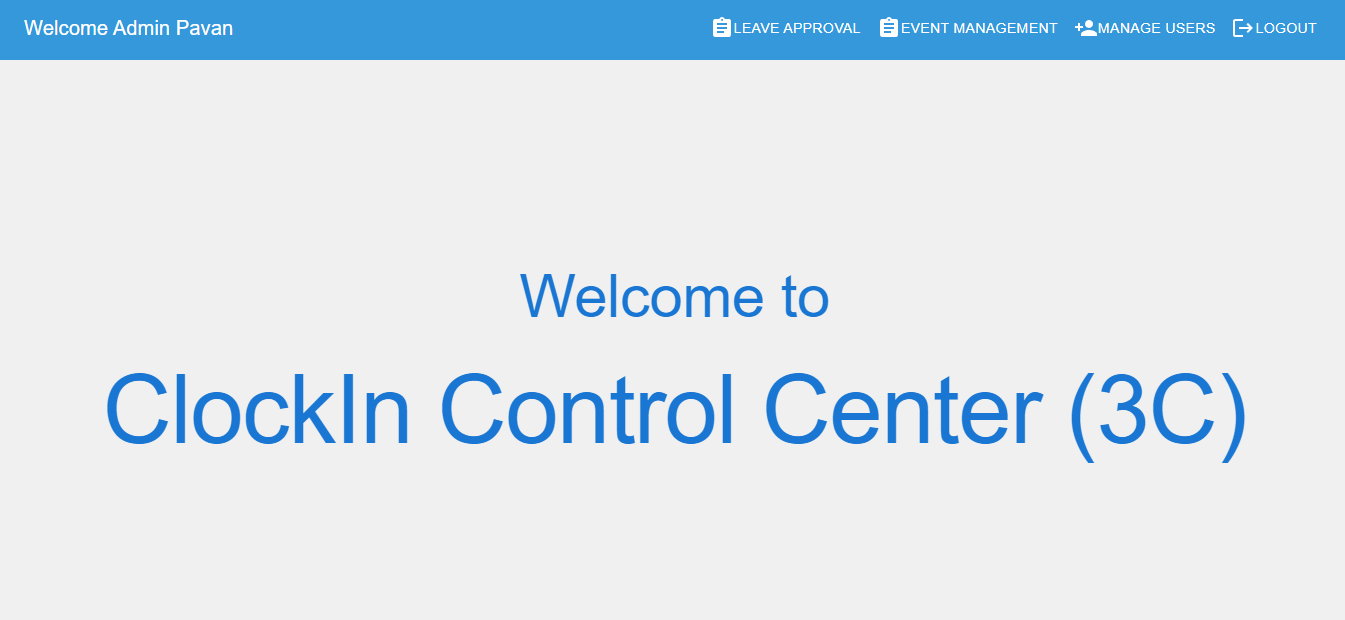 Welcome Admin Pavan LEAVE APPROVAL EVENT MANAGEMENT MANAGE USERS LOGOUT
Welcome to
ClockIn Control Center (3C)